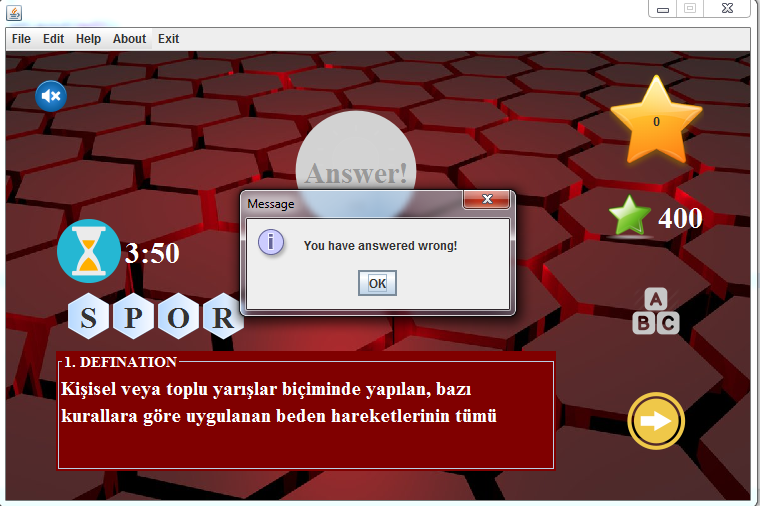 File Edit Help About Exit
0
Answer!
Message
400
You have answered wrong!
3:50
OK
S P O R
A
B C
1. DEFINATION
Kişisel veya toplu yarışlar biçiminde yapılan, bazı
kurallara göre uygulanan beden hareketlerinin tümü